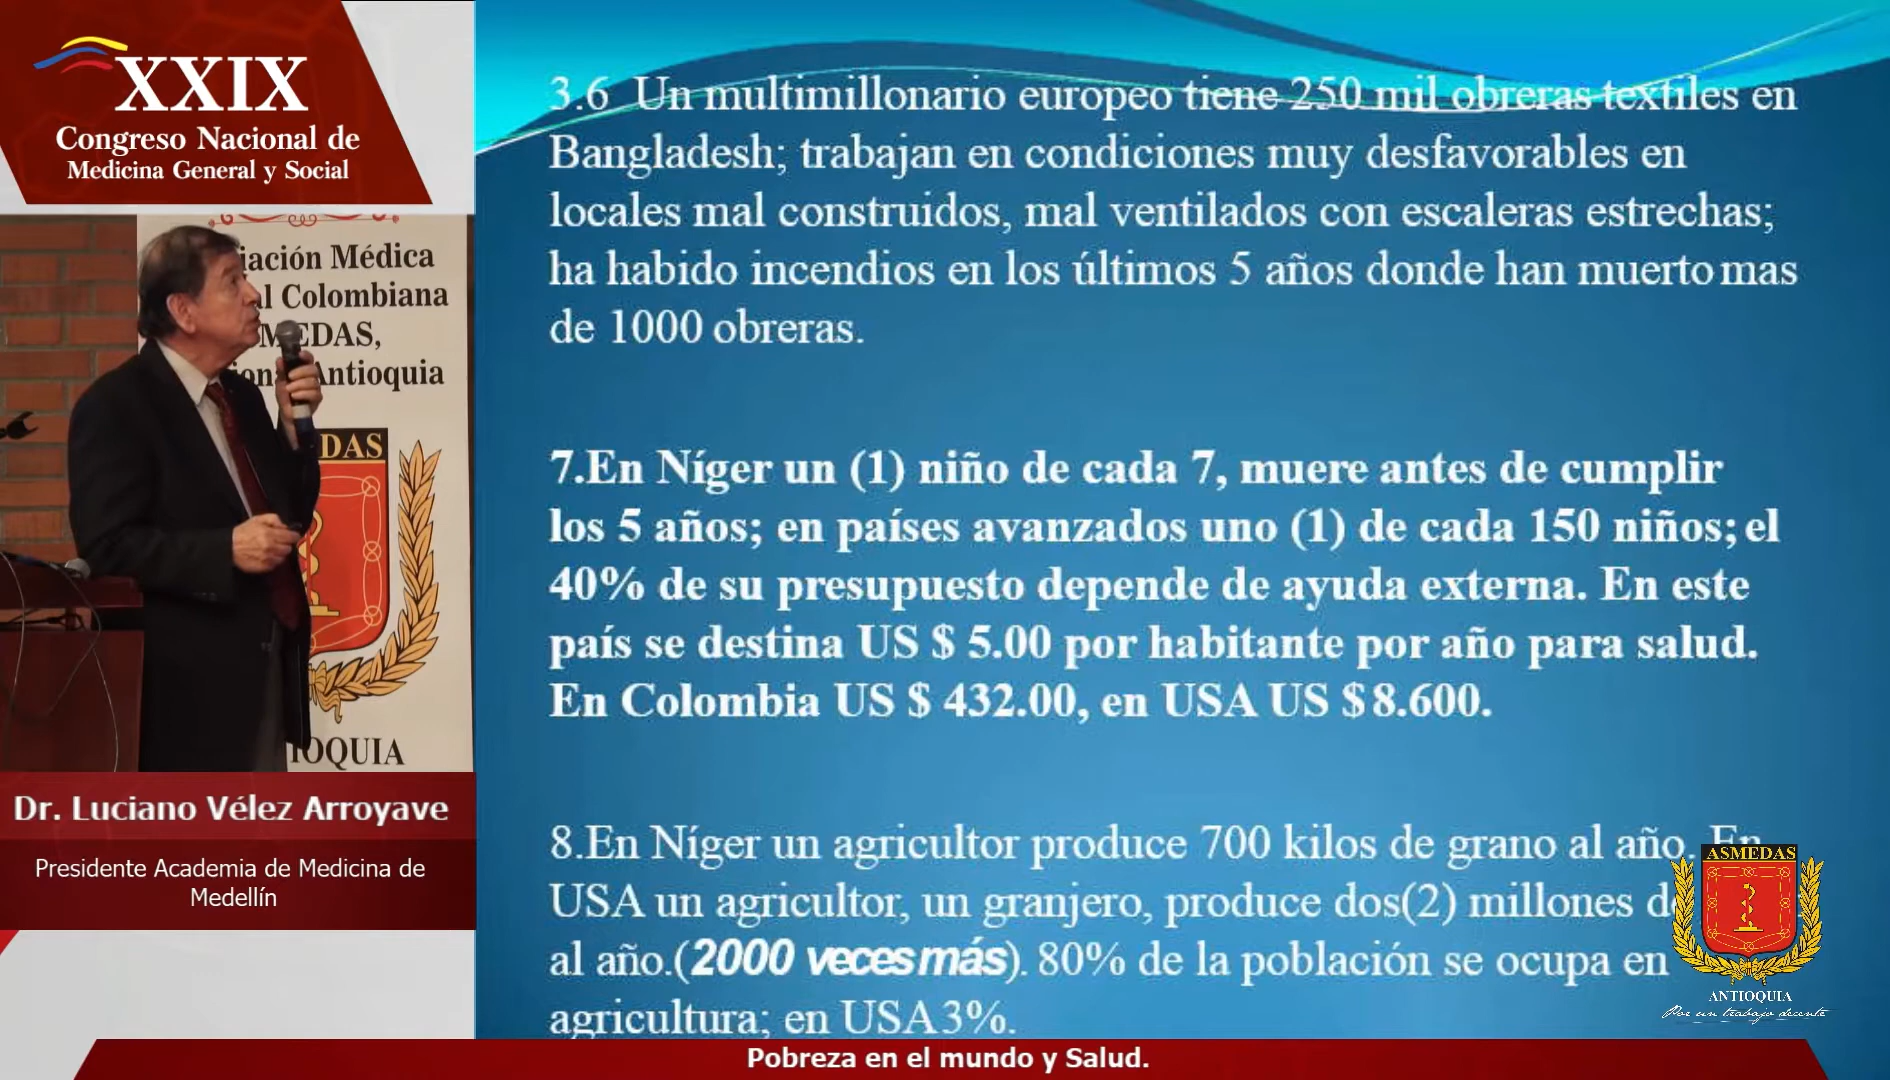 XXIX
Congreso Nacional de
Medicina General y Social
iación Médica
l Colombiana
MEDAS,
Antioquia
DAS
IOQUIA
Dr. Luciano Vélez Arroyave
Presidente Academia de Medicina de
Medellín
3.6 Un multimillonario europeo tiene 250 mil obreras textiles en
Bangladesh; trabajan en condiciones muy desfavorables en
locales mal construidos, mal ventilados con escaleras estrechas;
ha habido incendios en los últimos 5 años donde han muerto mas
de 1000 obreras.
7.En Níger un (1) niño de cada 7, muere antes de cumplir
los 5 años; en países avanzados uno (1) de cada 150 niños; el
40% de su presupuesto depende de ayuda externa. En este
país se destina US $ 5.00 por habitante por año para salud.
En Colombia US $ 432.00, en USA US $ 8.600.
8.En Níger un agricultor produce 700 kilos de grano al año. En
USA un agricultor, un granjero, produce dos(2) millones d
al año.(2000 veces más). 80% de la población se ocupa en
agricultura; en USA 3%.
ASMEDAS
ANTIOQUIA
Por un trabajo decente
Pobreza en el mundo y Salud.